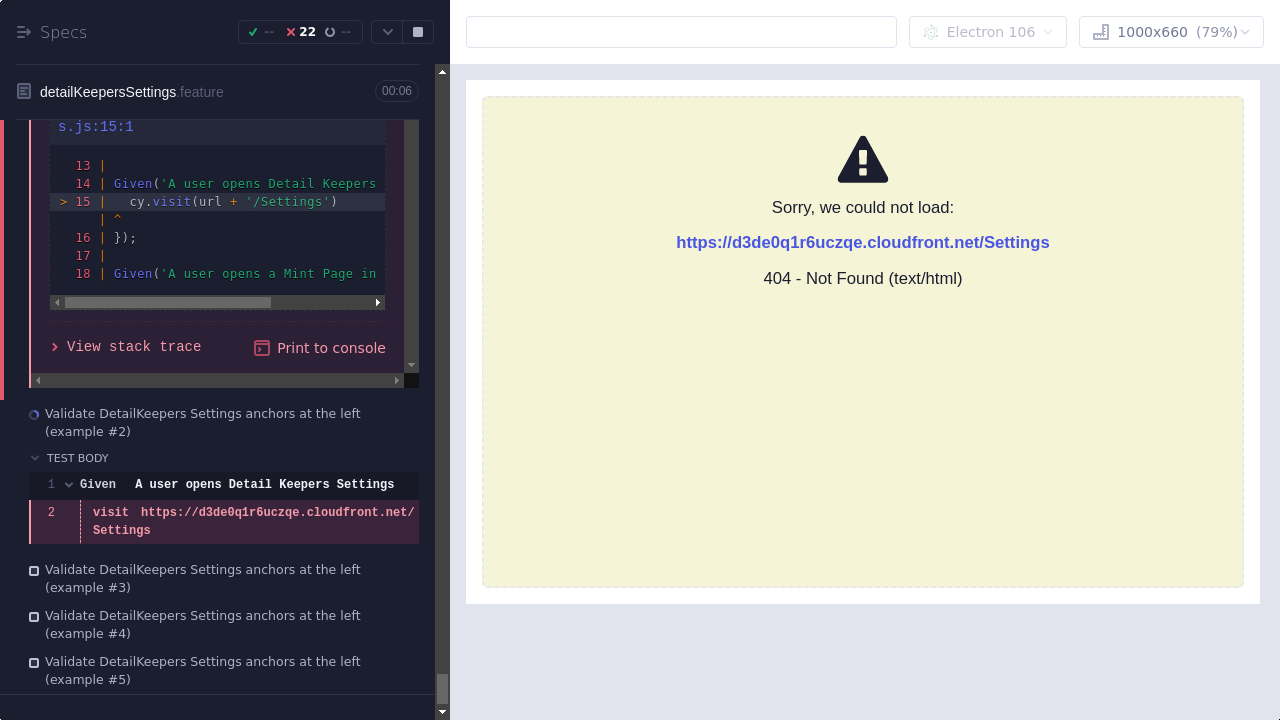 Specs
-- 22 --
Electron 106
1000x660 (79%)
detailKeepersSettings.feature
00:06
s.js:15:1
13 |
14 | Given('A user opens Detail Keepers
> 15 |   cy.visit(url + '/Settings')
| ^
16 | });
17 |
18 | Given('A user opens a Mint Page in
View stack trace
Print to console
Validate DetailKeepers Settings anchors at the left
(example #2)
TEST BODY
1 Given A user opens Detail Keepers Settings
2 visit https://d3de0q1r6uczqe.cloudfront.net/
Settings
Validate DetailKeepers Settings anchors at the left
(example #3)
Validate DetailKeepers Settings anchors at the left
(example #4)
Validate DetailKeepers Settings anchors at the left
(example #5)
Sorry, we could not load:
https://d3de0q1r6uczqe.cloudfront.net/Settings
404 - Not Found (text/html)